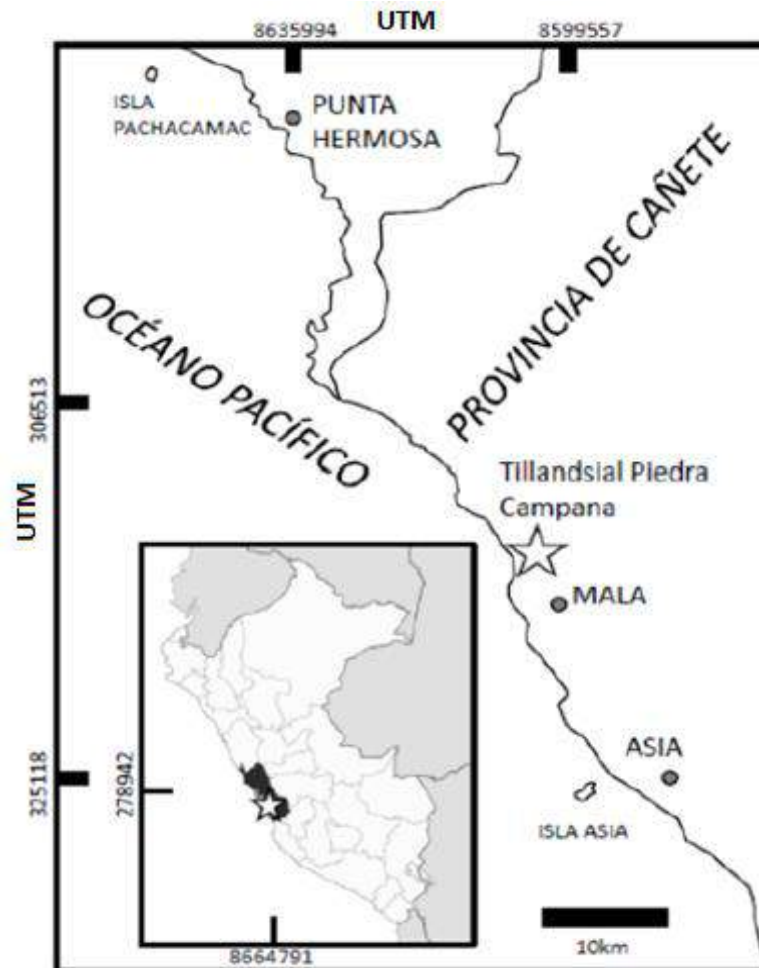 UTM
8635994
8599557
ISLA
PACHACAMAC
PUNTA
HERMOSA
PROVINCIA DE CAÑETE
OCÉANO PACÍFICO
306513
UTM
Tillandsial Piedra
Campana
MALA
ASIA
325118
278942
ISLA ASIA
10km
8664791